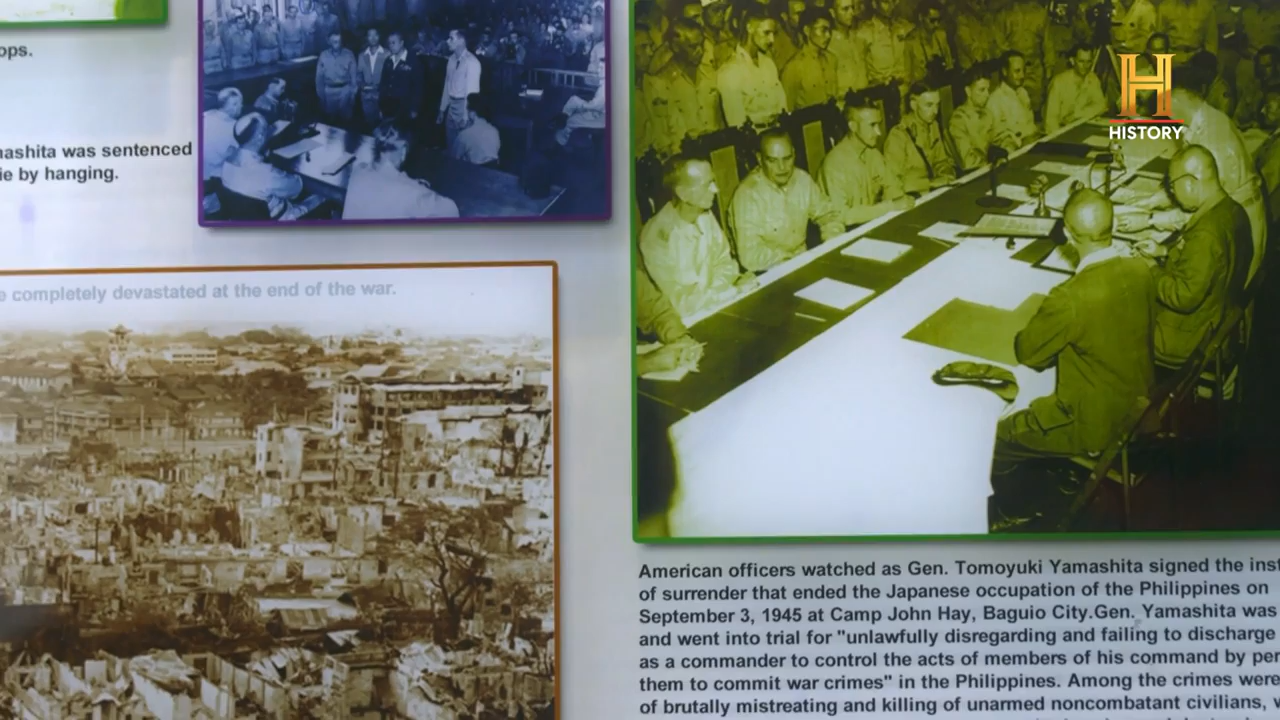 ops.
mashita was sentenced
ie by hanging.
e completely devastated at the end of the war.
HISTORY
American officers watched as Gen. Tomoyuki Yamashita signed the inst
of surrender that ended the Japanese occupation of the Philippines on
September 3, 1945 at Camp John Hay, Baguio City.Gen. Yamashita was
and went into trial for "unlawfully disregarding and failing to discharge
as a commander to control the acts of members of his command by per
them to commit war crimes" in the Philippines. Among the crimes were
of brutally mistreating and killing of unarmed noncombatant civilians, w